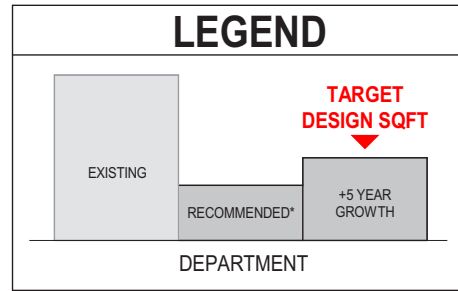 LEGEND
TARGET
DESIGN SQFT
EXISTING
RECOMMENDED*
+5 YEAR
GROWTH
DEPARTMENT